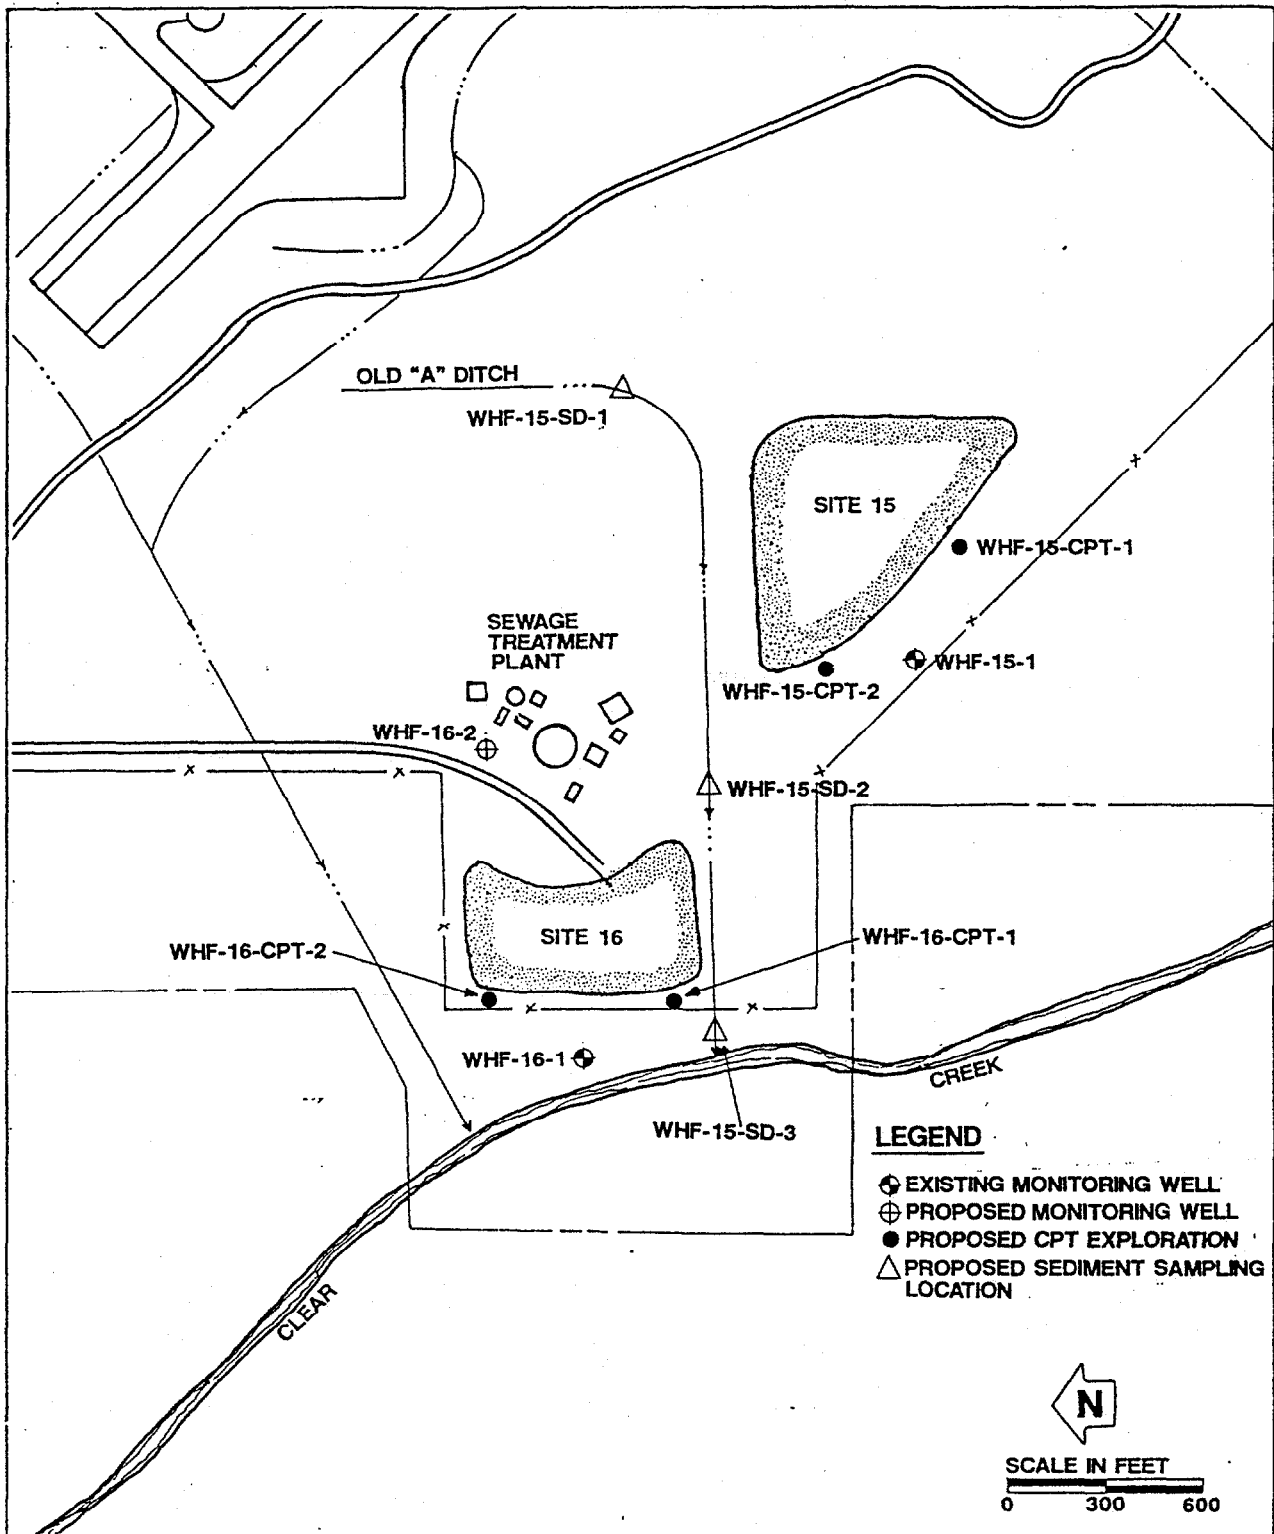 OLD "A" DITCH
WHF-15-SD-1
SITE 15
WHF-15-CPT-1
SEWAGE
TREATMENT
PLANT
WHF-15-1
WHF-15-CPT-2
WHF-16-2
WHF-15-SD-2
SITE 16
WHF-16-CPT-1
WHF-16-CPT-2
WHF-16-1
CREEK
WHF-15-SD-3
LEGEND
EXISTING MONITORING WELL
PROPOSED MONITORING WELL
PROPOSED CPT EXPLORATION
PROPOSED SEDIMENT SAMPLING
LOCATION
CLEAR
N
SCALE IN FEET
0 300 600